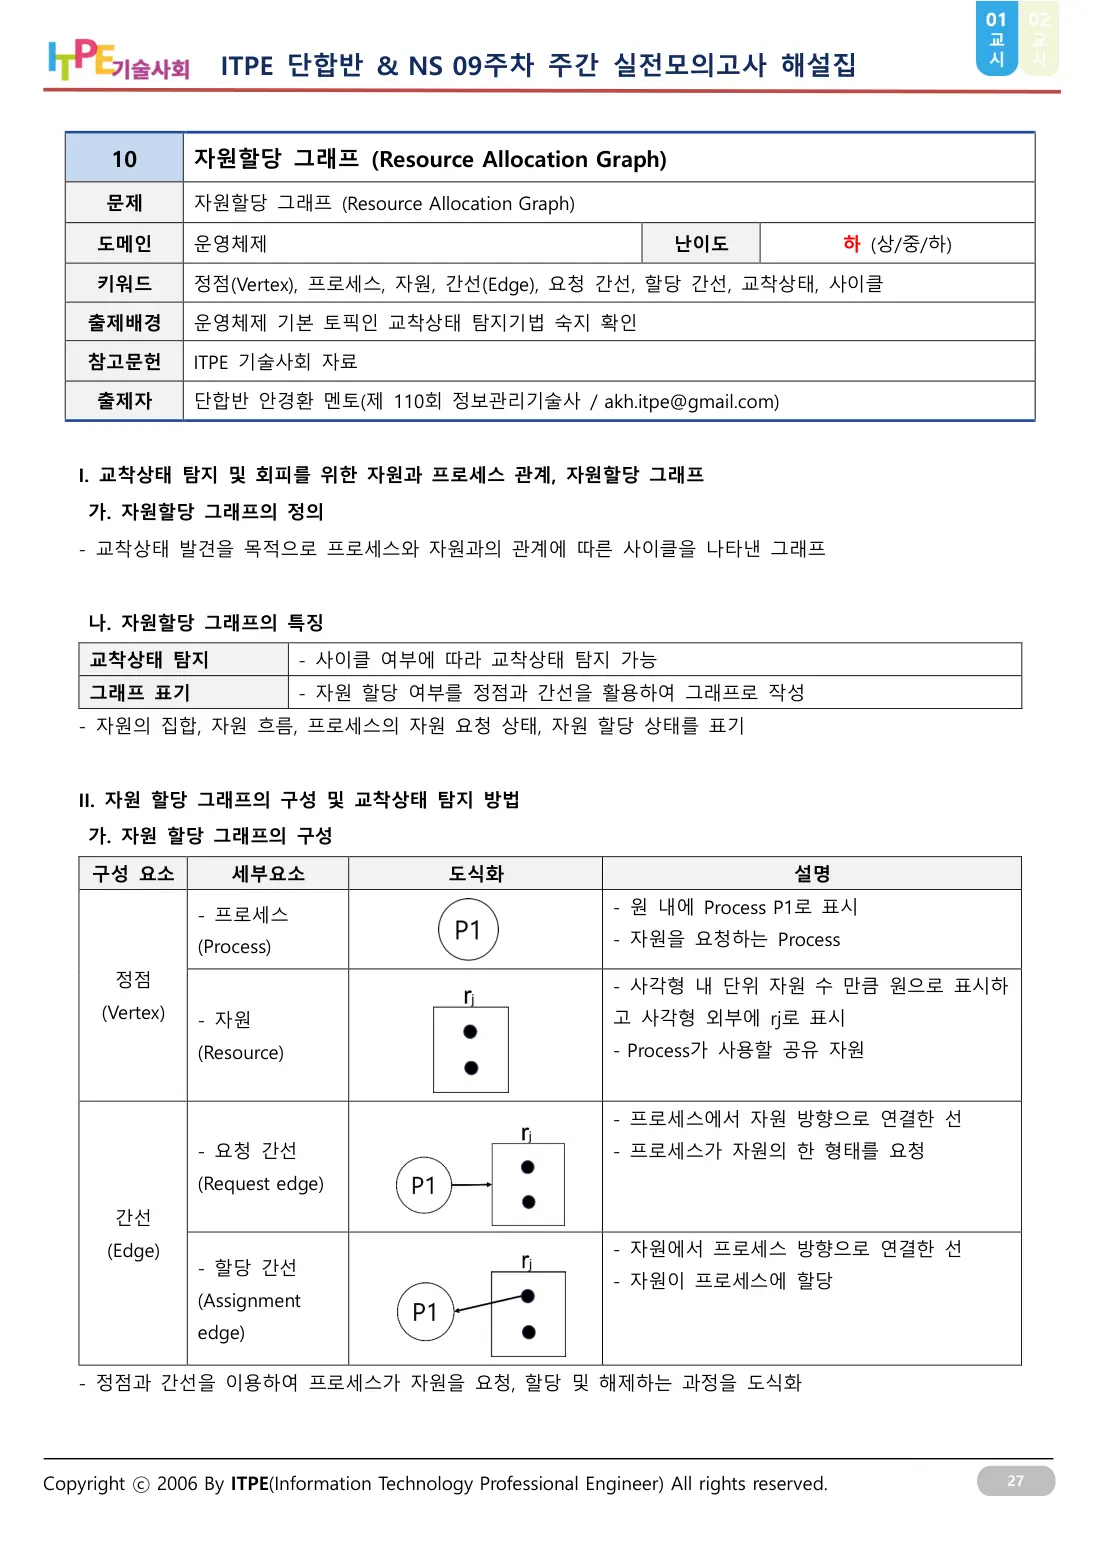 ITPE기술사회 ITPE 단합반 & NS 09주차 주간 실전모의고사 해설집
01 교시
02 교시
10 자원할당 그래프 (Resource Allocation Graph)
문제 자원할당 그래프 (Resource Allocation Graph)
도메인 운영체제 난이도 하 (상/중/하)
키워드 정점(Vertex), 프로세스, 자원, 간선(Edge), 요청 간선, 할당 간선, 교착상태, 사이클
출제배경 운영체제 기본 토픽인 교착상태 탐지기법 숙지 확인
참고문헌 ITPE 기술사회 자료
출제자 단합반 안경환 멘토(제 110회 정보관리기술사 / akh.itpe@gmail.com)
I. 교착상태 탐지 및 회피를 위한 자원과 프로세스 관계, 자원할당 그래프
가. 자원할당 그래프의 정의
- 교착상태 발견을 목적으로 프로세스와 자원과의 관계에 따른 사이클을 나타낸 그래프
나. 자원할당 그래프의 특징
교착상태 탐지 - 사이클 여부에 따라 교착상태 탐지 가능
그래프 표기 - 자원 할당 여부를 정점과 간선을 활용하여 그래프로 작성
- 자원의 집합, 자원 흐름, 프로세스의 자원 요청 상태, 자원 할당 상태를 표기
II. 자원 할당 그래프의 구성 및 교착상태 탐지 방법
가. 자원 할당 그래프의 구성
구성 요소 세부요소 도식화 설명
정점
(Vertex)
- 프로세스
(Process)
P1
- 원 내에 Process P1로 표시
- 자원을 요청하는 Process
- 자원
(Resource)
rj
- 사각형 내 단위 자원 수 만큼 원으로 표시하
고 사각형 외부에 rj로 표시
- Process가 사용할 공유 자원
간선
(Edge)
- 요청 간선
(Request edge)
rj
P1
- 프로세스에서 자원 방향으로 연결한 선
- 프로세스가 자원의 한 형태를 요청
- 할당 간선
(Assignment
edge)
rj
P1
- 자원에서 프로세스 방향으로 연결한 선
- 자원이 프로세스에 할당
- 정점과 간선을 이용하여 프로세스가 자원을 요청, 할당 및 해제하는 과정을 도식화
Copyright ⓒ 2006 By ITPE(Information Technology Professional Engineer) All rights reserved. 27